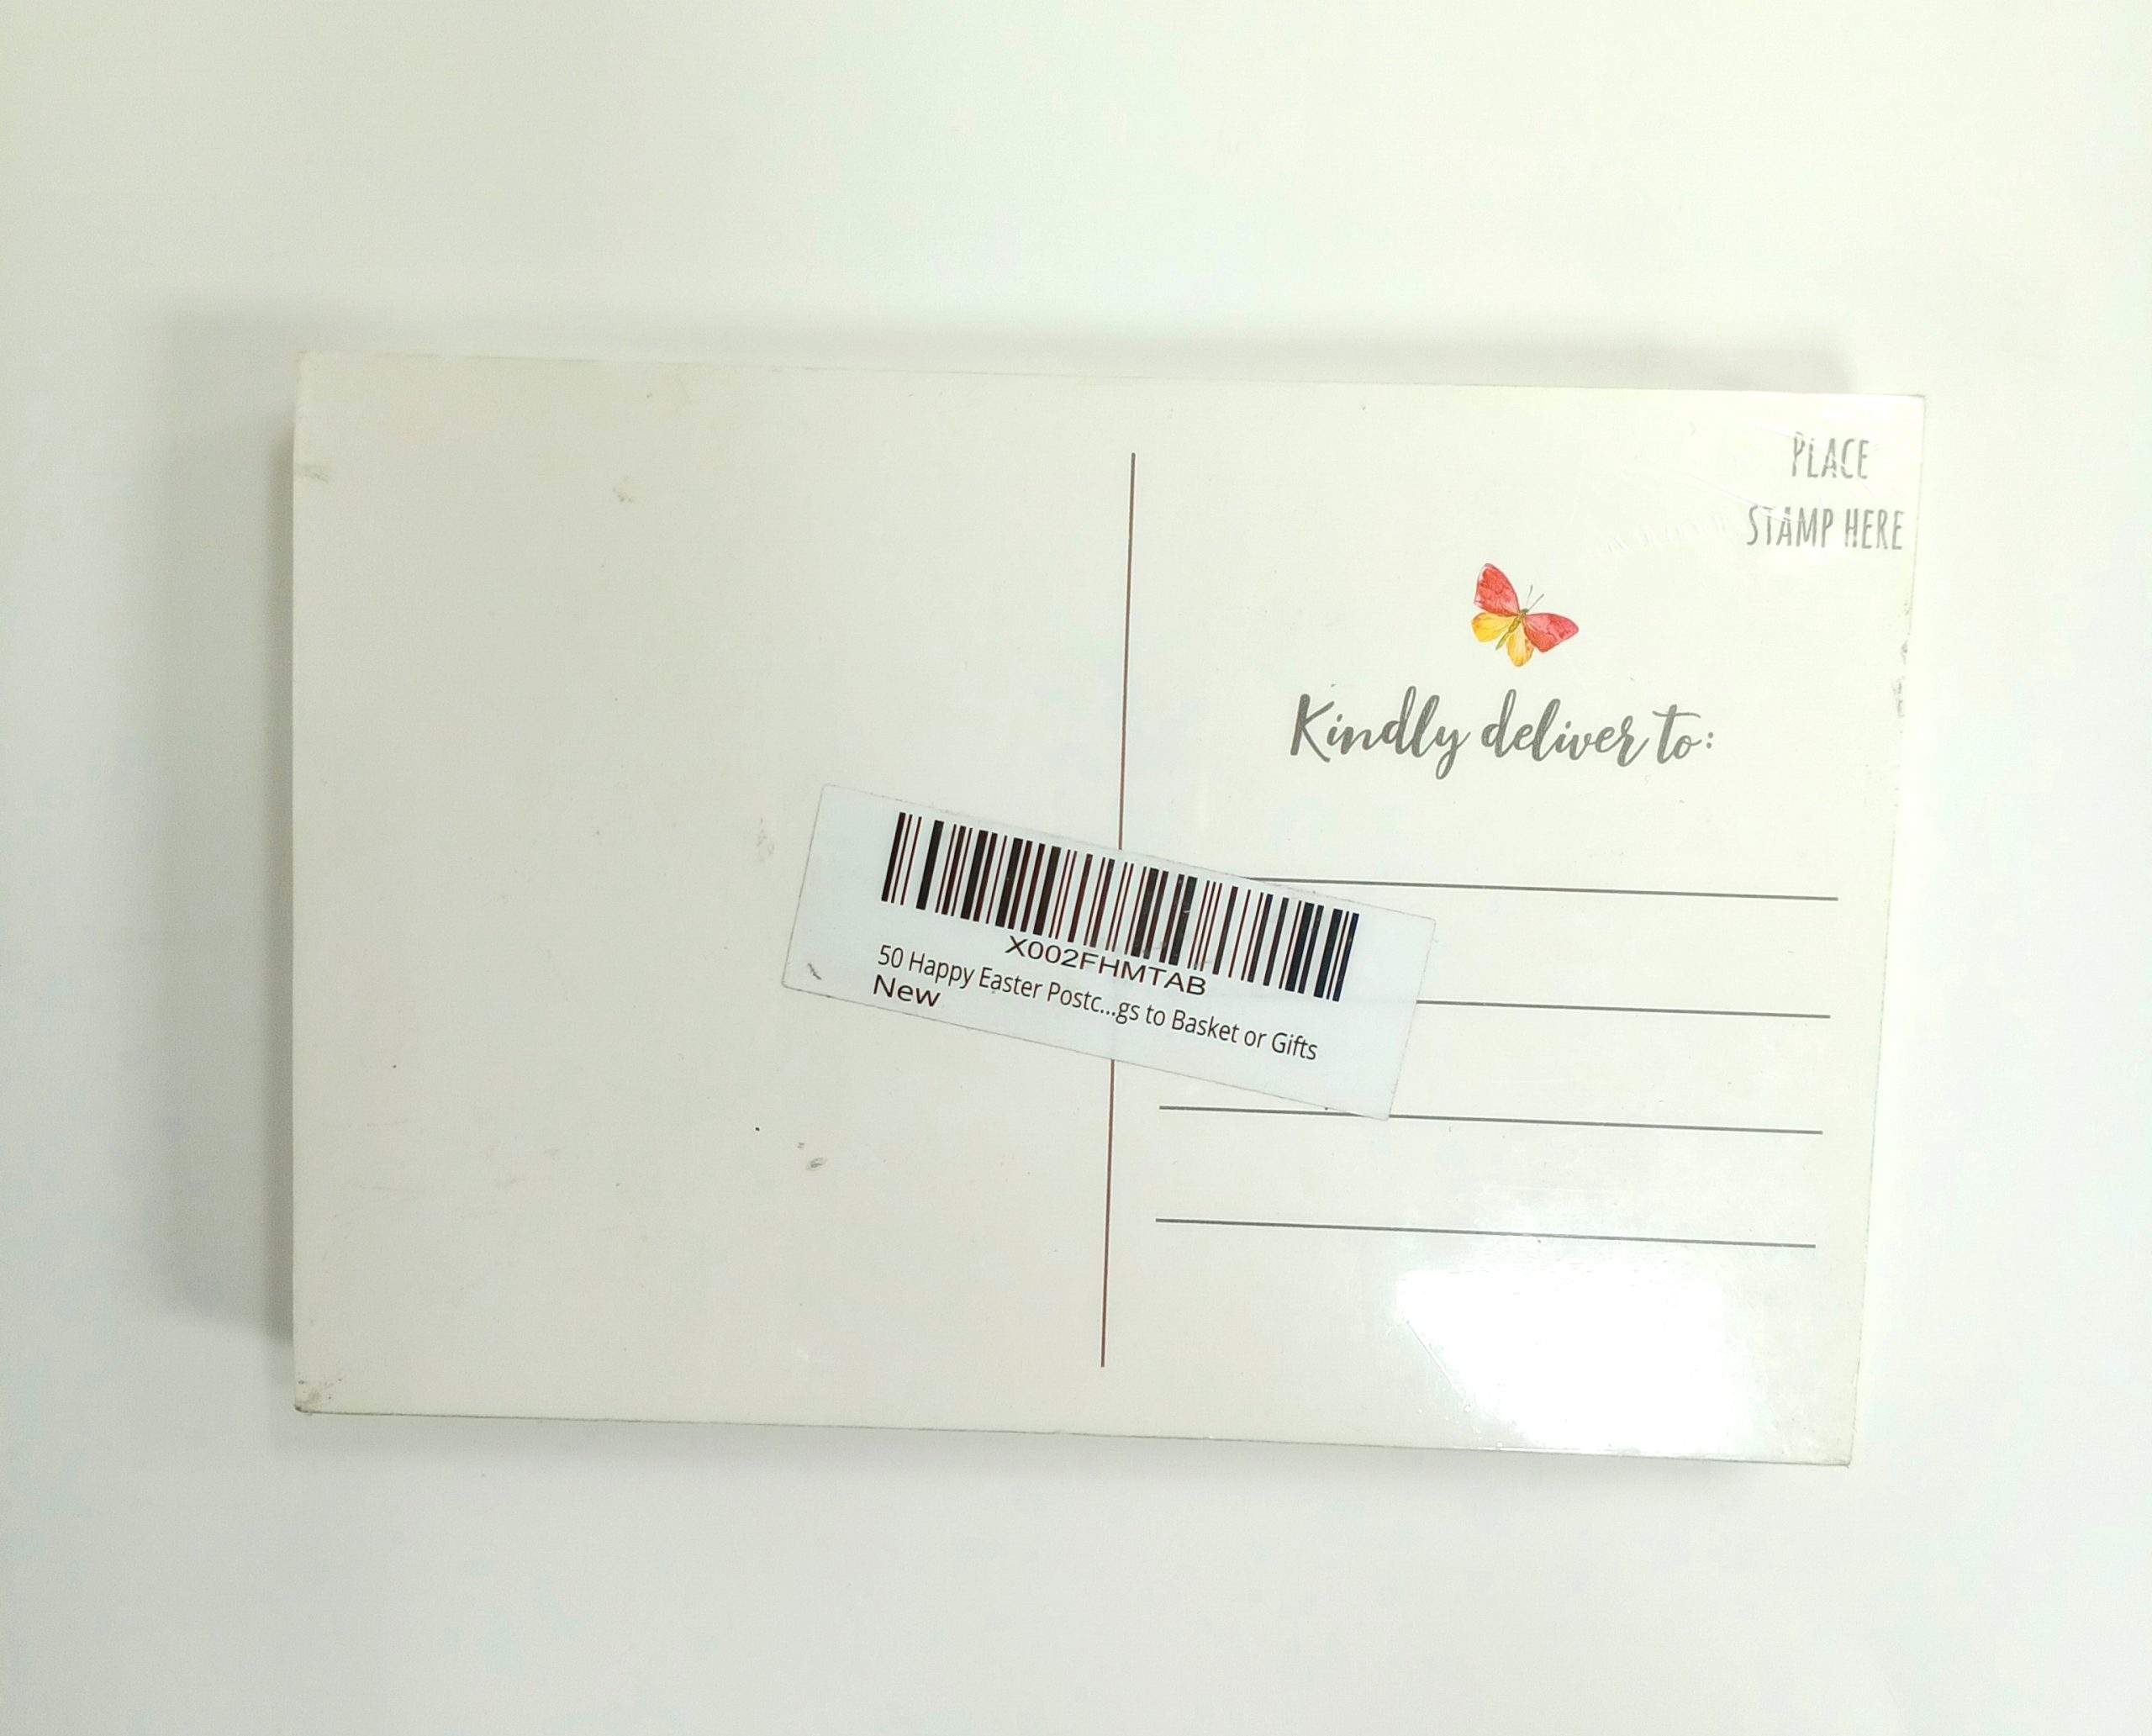 PLACE
STAMP HERE
Kindly deliver to:
X002FHMTAB
50 Happy Easter Postc...gs to Basket or Gifts
New